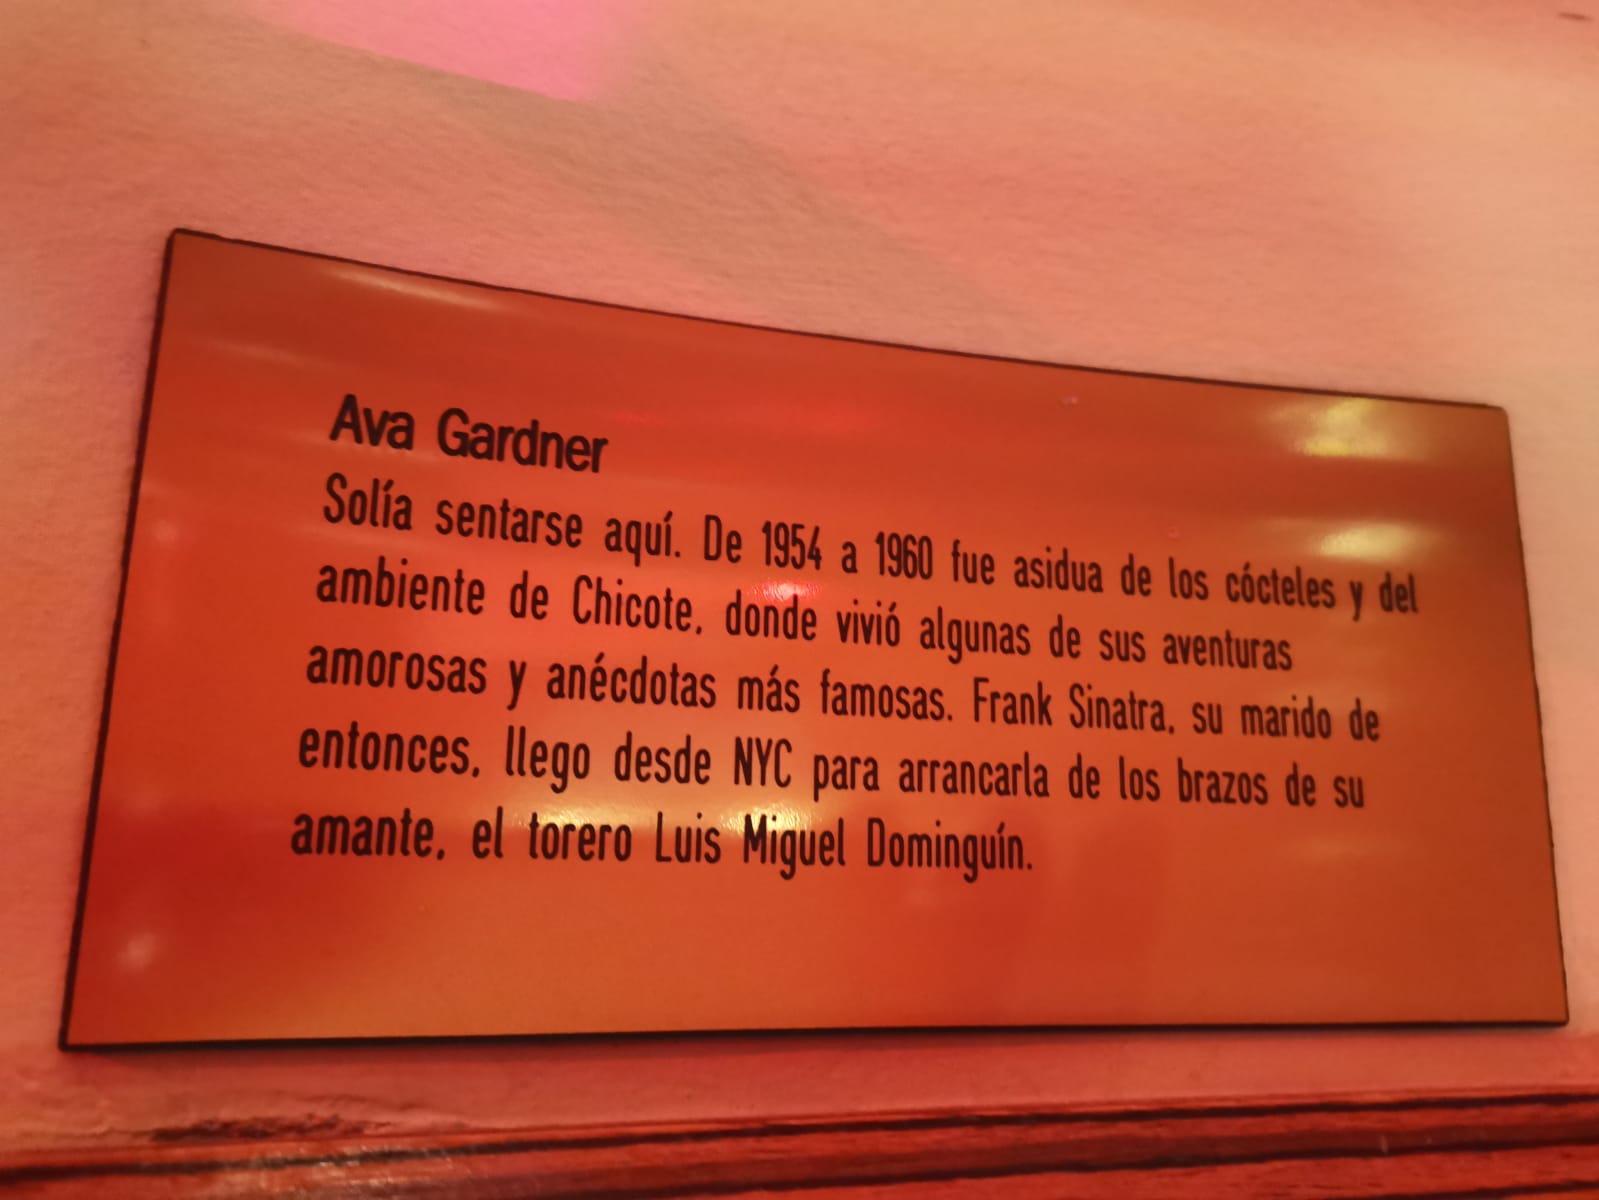 Ava Gardner
Solía sentarse aquí. De 1954 a 1960 fue asidua de los cócteles y del
ambiente de Chicote, donde vivió algunas de sus aventuras
amorosas y anécdotas más famosas. Frank Sinatra, su marido de
entonces, llego desde NYC para arrancarla de los brazos de su
amante, el torero Luis Miguel Dominguín.